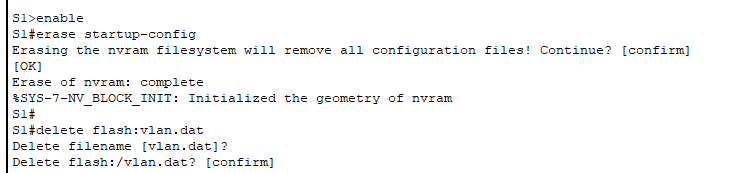 S1>enable
S1#erase startup-config
Erasing the nvram filesystem will remove all configuration files! Continue? [confirm]
[OK]
Erase of nvram: complete
%SYS-7-NV_BLOCK_INIT: Initialized the geometry of nvram
S1#
S1#delete flash:vlan.dat
Delete filename [vlan.dat]?
Delete flash:/vlan.dat? [confirm]